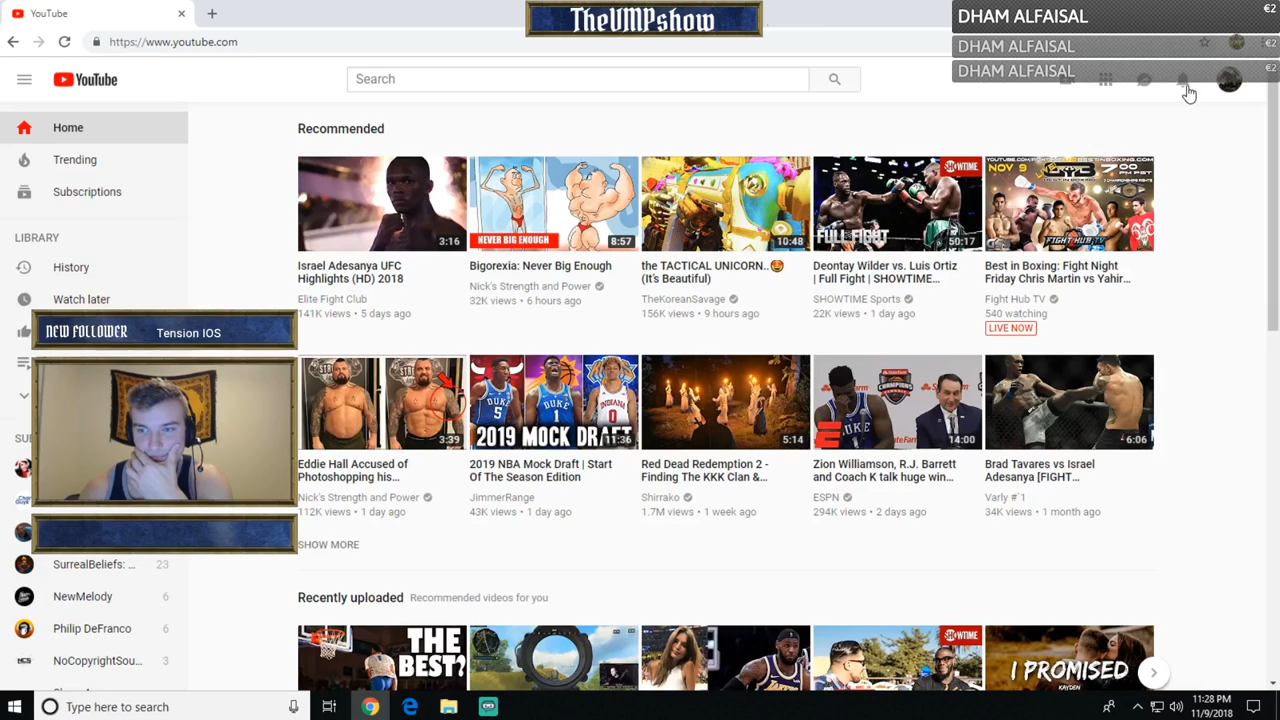 YouTube
https://www.youtube.com
TheVMPshow
DHAM ALFAISAL €2
DHAM ALFAISAL €2
DHAM ALFAISAL €2
YouTube
Search
Home
Trending
Subscriptions
LIBRARY
History
Watch later
NEW FOLLOWER Tension IOS
SurrealBeliefs: ... 23
NewMelody 6
Philip DeFranco 6
NoCopyrightSou... 3
Recommended
3:16
NEVER BIG ENOUGH
8:57
10:48
SHOWTIME
FULL FIGHT
50:17
NOV 9
7:00
FIGHT HUB TV
Israel Adesanya UFC
Highlights (HD) 2018
Elite Fight Club
141K views • 5 days ago
Bigorexia: Never Big Enough
Nick's Strength and Power
32K views • 6 hours ago
the TACTICAL UNICORN..🤩
(It's Beautiful)
TheKoreanSavage
156K views • 9 hours ago
Deontay Wilder vs. Luis Ortiz
| Full Fight | SHOWTIME...
SHOWTIME Sports
22K views • 1 day ago
Best in Boxing: Fight Night
Friday Chris Martin vs Yahir...
Fight Hub TV
540 watching
LIVE NOW
3:39
DUKE
5
DUKE
1
INDIANA
0
2019 MOCK DRAFT
11:36
5:14
DUKE
14:00
6:06
Eddie Hall Accused of
Photoshopping his...
Nick's Strength and Power
112K views • 1 day ago
2019 NBA Mock Draft | Start
Of The Season Edition
JimmerRange
43K views • 1 day ago
Red Dead Redemption 2 -
Finding The KKK Clan &...
Shirrako
1.7M views • 1 week ago
Zion Williamson, R.J. Barrett
and Coach K talk huge win...
ESPN
294K views • 2 days ago
Brad Tavares vs Israel
Adesanya [FIGHT...
Varly #`1
34K views • 1 month ago
SHOW MORE
Recently uploaded Recommended videos for you
THE
BEST?
SHOWTIME
I PROMISED
KAYDEN
Type here to search
11:28 PM
11/9/2018